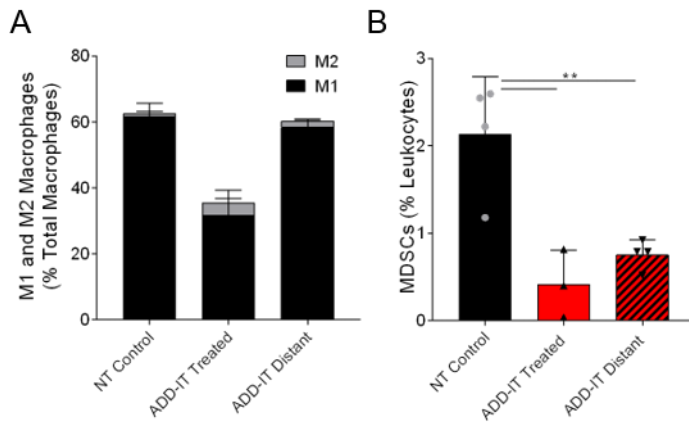 A
M1 and M2 Macrophages
(% Total Macrophages)
80
60
40
20
0
M2
M1
NT Control
ADD-IT Treated
ADD-IT Distant
B
MDSCs (% Leukocytes)
3
2
1
0
**
NT Control
ADD-IT Treated
ADD-IT Distant